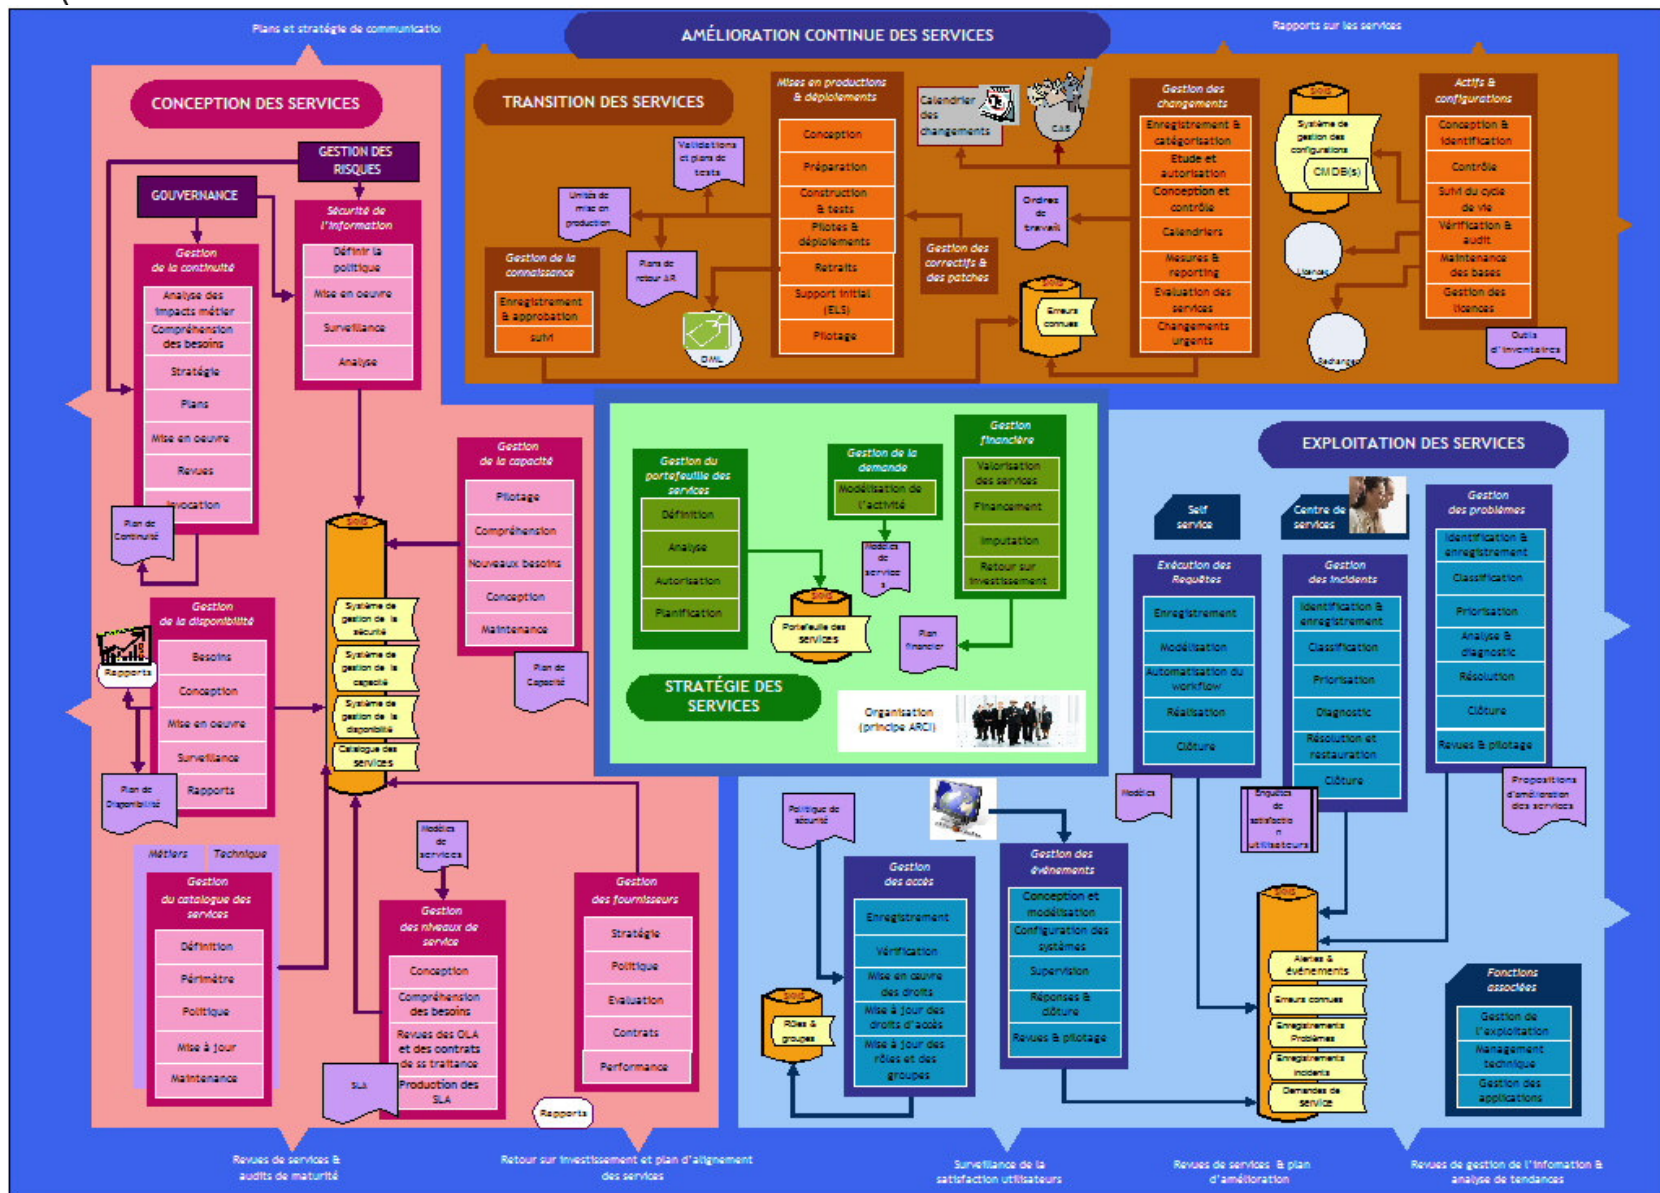 Plans et stratégie de communication
AMÉLIORATION CONTINUE DES SERVICES
Rapports sur les services
CONCEPTION DES SERVICES
GESTION DES
RISQUES
GOUVERNANCE
Sécurité de
l'information
Définir la
politique
Mise en oeuvre
Surveillance
Analyse
Gestion
de la continuité
Analyse des
impacts métier
Compréhension
des besoins
Stratégie
Plans
Mise en oeuvre
Revues
Invocation
Plan de
Continuité
Gestion
de la capacité
Pilotage
Compréhension
Nouveaux besoins
Conception
Maintenance
Plan de
Capacité
Gestion
de la disponibilité
Besoins
Conception
Mise en oeuvre
Surveillance
Rapports
Rapports
Plan de
Disponibilité
SKMS
Système de
gestion de la
sécurité
Système de
gestion de la
capacité
Système de
gestion de la
disponibilité
Catalogue des
services
Métiers
Technique
Gestion
du catalogue des
services
Définition
Périmètre
Politique
Mise à jour
Maintenance
Modèles
de
services
Gestion
des niveaux de
service
Conception
Compréhension
des besoins
Revues des OLA
et des contrats
de ss traitance
Production des
SLA
SLA
Gestion
des fournisseurs
Stratégie
Politique
Evaluation
Contrats
Performance
Rapports
TRANSITION DES SERVICES
Mises en productions
& déploiements
Conception
Préparation
Construction
& tests
Pilotes &
déploiements
Retraits
Support initial
(ELS)
Pilotage
Validations
et plans de
tests
Unités de
mise en
production
Plans de
retour AR
DML
Gestion de la
connaissance
Enregistrement
& approbation
suivi
Gestion des
correctifs &
des patches
Calendrier
des
changements
CAB
Ordres
de
travail
Erreurs
connues
Gestion des
changements
Enregistrement &
catégorisation
Etude et
autorisation
Conception et
contrôle
Calendriers
Mesures &
reporting
Evaluation des
services
Changements
urgents
Système de
gestion des
configurations
CMDB(s)
Licences
Rechanges
Actifs &
configurations
Conception &
identification
Contrôle
Suivi du cycle
de vie
Vérification &
audit
Maintenance
des bases
Gestion des
licences
Outils
d'inventaires
Gestion du
portefeuille des
services
Définition
Analyse
Autorisation
Planification
Gestion de la
demande
Modélisation de
l'activité
Modèles
de
service
s
Portefeuille des
services
Gestion
financière
Valorisation
des services
Financement
Imputation
Retour sur
investissement
Plan
financier
STRATÉGIE DES
SERVICES
Organisation
(principe ARCI)
EXPLOITATION DES SERVICES
Self
service
Centre de
services
Exécution des
Requêtes
Enregistrement
Modélisation
Automatisation du
workflow
Réalisation
Clôture
Modèles
Gestion
des incidents
Identification &
enregistrement
Classification
Priorisation
Diagnostic
Résolution et
restauration
Clôture
Enquêtes
de
satisfactio
n
utilisateurs
Gestion
des problèmes
Identification &
enregistrement
Classification
Priorisation
Analyse &
diagnostic
Résolution
Clôture
Revues & pilotage
Propositions
d'amélioration
des services
Politique de
sécurité
Gestion
des accès
Enregistrement
Vérification
Mise en œuvre
des droits
Mise à jour des
droits d'accès
Mise à jour des
rôles et des
groupes
Rôles &
groupes
Gestion des
événements
Conception et
modélisation
Configuration des
systèmes
Supervision
Réponses &
clôture
Revues & pilotage
Alertes &
événements
Erreurs connues
Enregistrements
Problèmes
Enregistrements
incidents
Demandes de
service
Fonctions
associées
Gestion de
l'exploitation
Management
technique
Gestion des
applications
Revues de services &
audits de maturité
Retour sur investissement et plan d'alignement
des services
Surveillance de la
satisfaction utilisateurs
Revues de services & plan
d'amélioration
Revues de gestion de l'infomation &
analyse de tendances